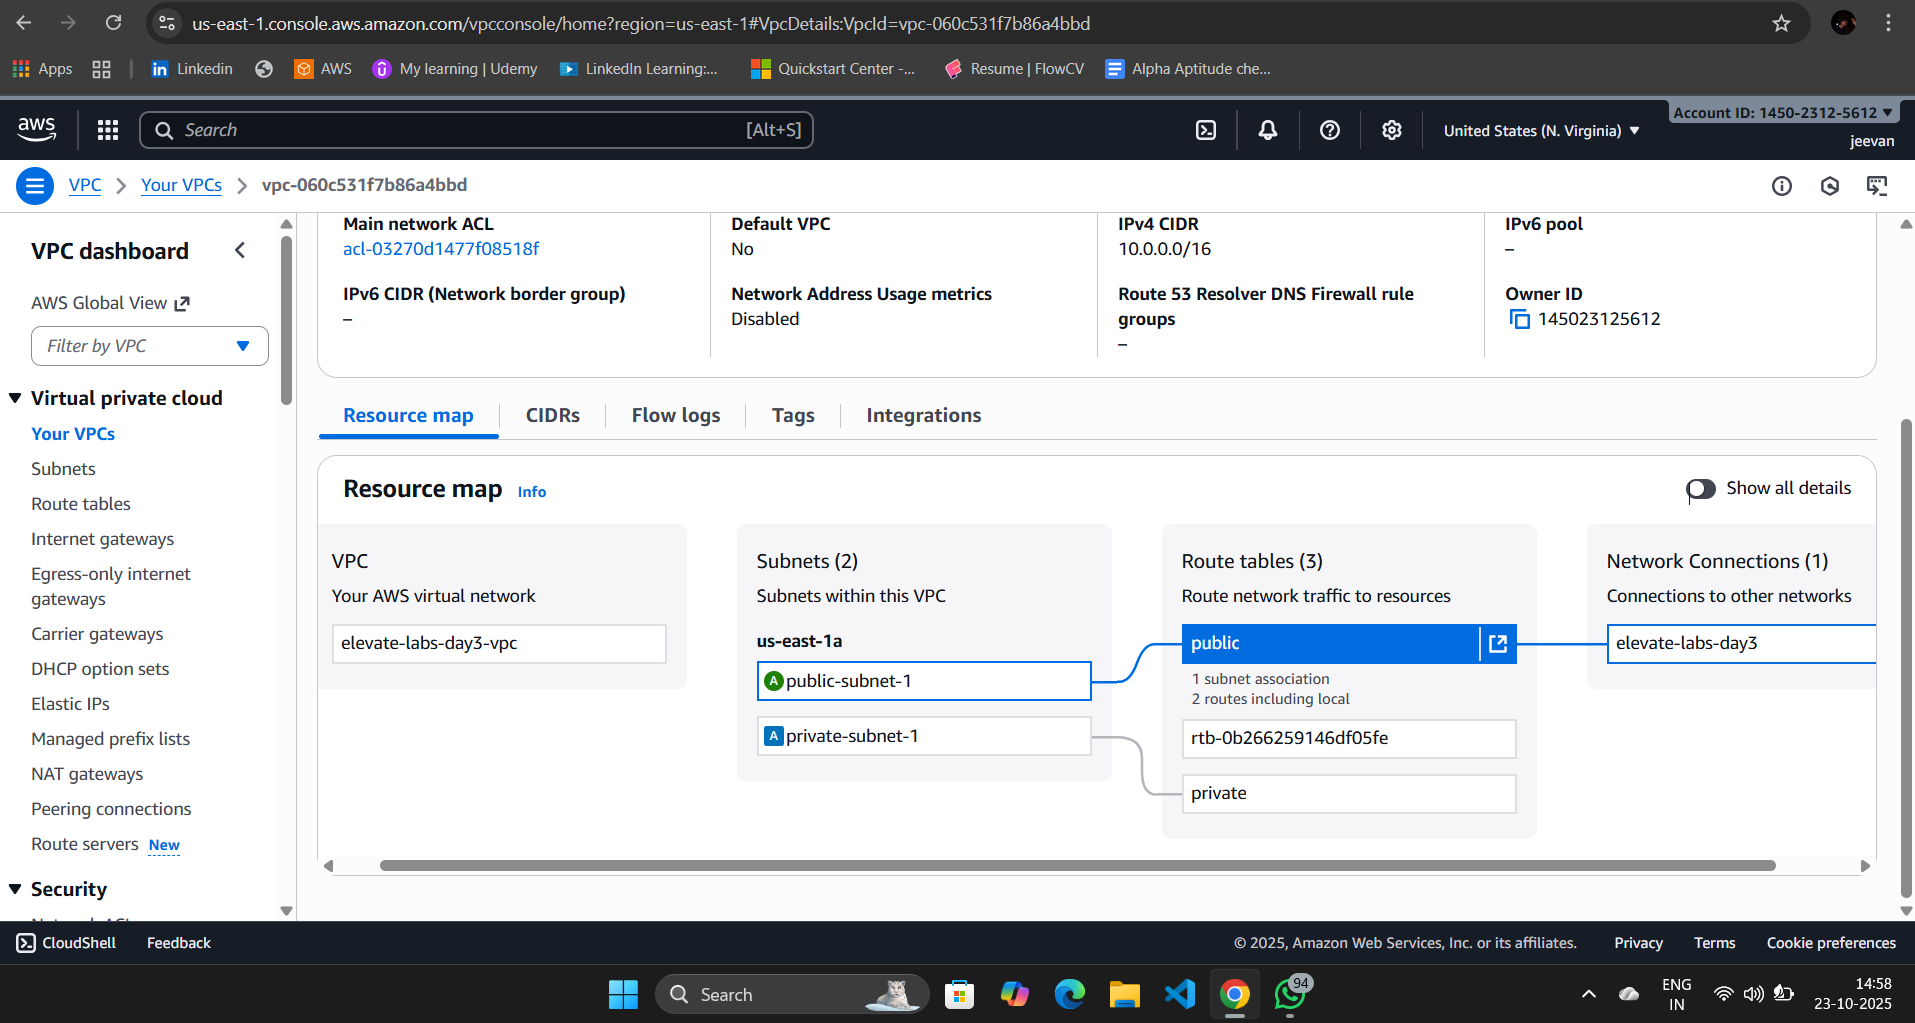 us-east-1.console.aws.amazon.com/vpcconsole/home?region=us-east-1#VpcDetails:VpcId=vpc-060c531f7b86a4bbd
Apps
Linkedin
AWS
My learning | Udemy
LinkedIn Learning:...
Quickstart Center -...
Resume | FlowCV
Alpha Aptitude che...
aws
Search
[Alt+S]
United States (N. Virginia)
Account ID: 1450-2312-5612
jeevan
VPC
Your VPCs
vpc-060c531f7b86a4bbd
VPC dashboard
AWS Global View
Filter by VPC
Virtual private cloud
Your VPCs
Subnets
Route tables
Internet gateways
Egress-only internet
gateways
Carrier gateways
DHCP option sets
Elastic IPs
Managed prefix lists
NAT gateways
Peering connections
Route servers New
Security
Main network ACL
acl-03270d1477f08518f
Default VPC
No
IPv4 CIDR
10.0.0.0/16
IPv6 pool
–
IPv6 CIDR (Network border group)
–
Network Address Usage metrics
Disabled
Route 53 Resolver DNS Firewall rule
groups
–
Owner ID
145023125612
Resource map
CIDRs
Flow logs
Tags
Integrations
Resource map Info
Show all details
VPC
Your AWS virtual network
elevate-labs-day3-vpc
Subnets (2)
Subnets within this VPC
us-east-1a
A public-subnet-1
A private-subnet-1
Route tables (3)
Route network traffic to resources
public
1 subnet association
2 routes including local
rtb-0b266259146df05fe
private
Network Connections (1)
Connections to other networks
elevate-labs-day3
CloudShell
Feedback
© 2025, Amazon Web Services, Inc. or its affiliates.
Privacy
Terms
Cookie preferences
Search
94
ENG
IN
14:58
23-10-2025